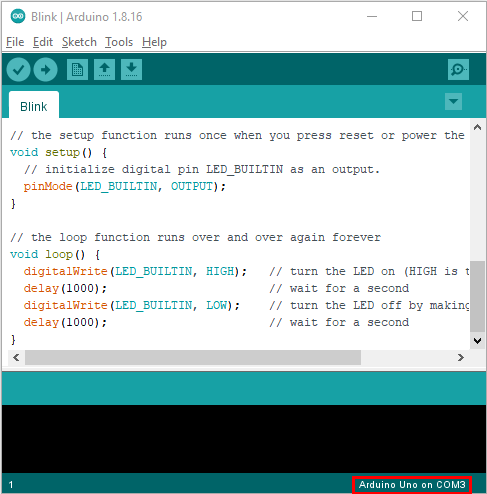 Blink | Arduino 1.8.16
File Edit Sketch Tools Help
Blink
// the setup function runs once when you press reset or power the
void setup() {
  // initialize digital pin LED_BUILTIN as an output.
  pinMode(LED_BUILTIN, OUTPUT);
}
// the loop function runs over and over again forever
void loop() {
  digitalWrite(LED_BUILTIN, HIGH);   // turn the LED on (HIGH is t
  delay(1000);                       // wait for a second
  digitalWrite(LED_BUILTIN, LOW);    // turn the LED off by making
  delay(1000);                       // wait for a second
}
1
Arduino Uno on COM3